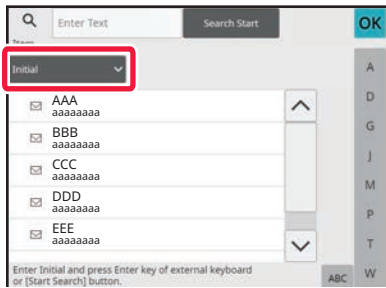 Enter Text
Search Start
OK
Item
Initial
A
AAA
aaaaaaaa
D
BBB
aaaaaaaa
G
CCC
aaaaaaaa
J
DDD
aaaaaaaa
M
P
EEE
aaaaaaaa
T
Enter Initial and press Enter key of external keyboard
or [Start Search] button.
ABC
W